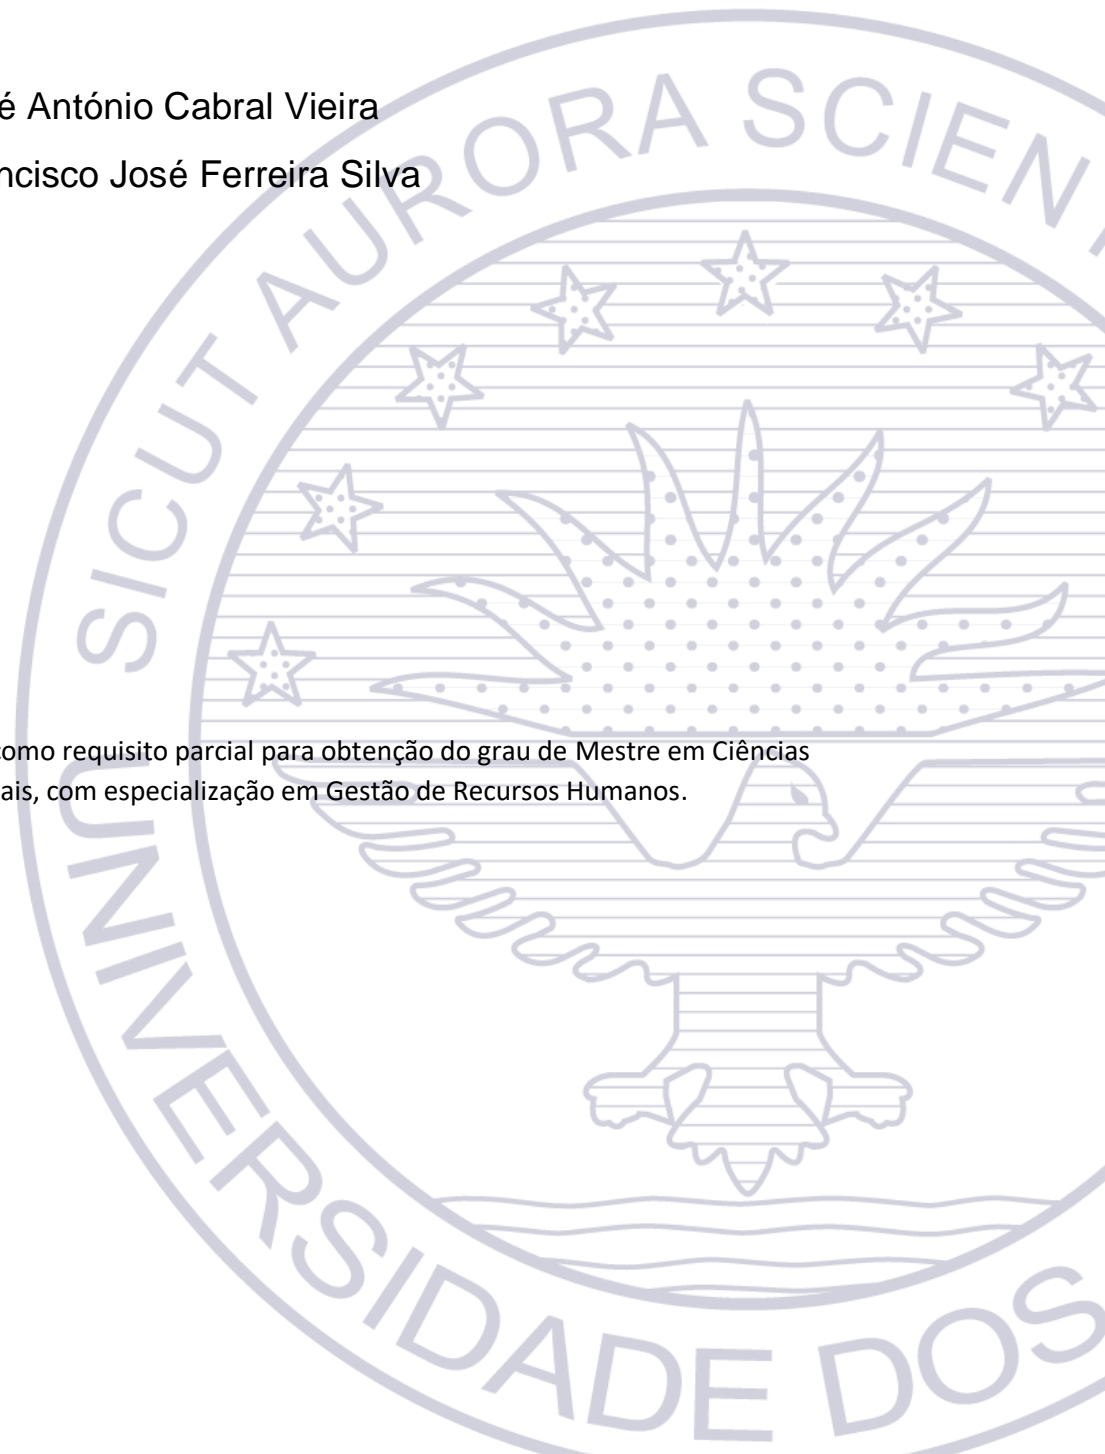 é António Cabral Vieira
ncisco José Ferreira Silva
SICUT AURORA SCIEN
como requisito parcial para obtenção do grau de Mestre em Ciências
ais, com especialização em Gestão de Recursos Humanos.
UNIVERSIDADE DOS